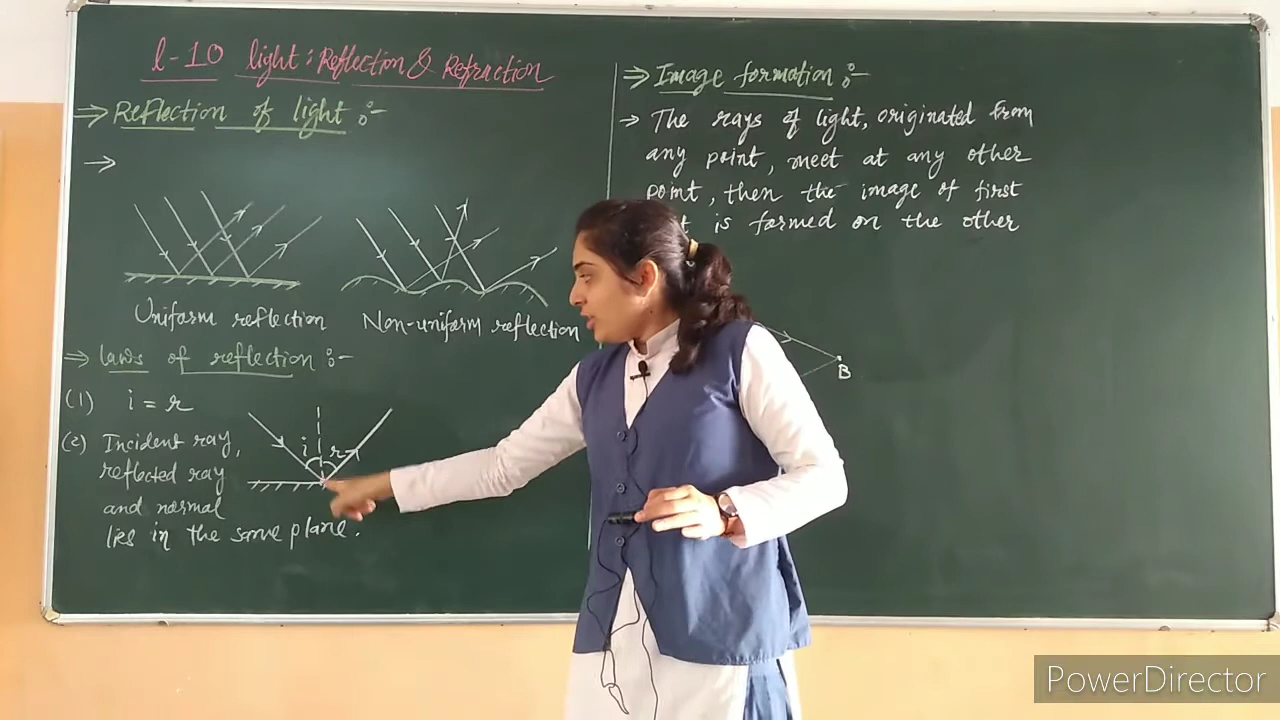 l-10 light: Reflection & Refraction
⇒ Reflection of light :-
→
Uniform reflection
Non-uniform reflection
⇒ laws of reflection :-
(1) i = r
(2) Incident ray,
reflected ray
and normal
lies in the same plane.
i r
⇒ Image formation :-
→ The rays of light, originated from
any point, meet at any other
point, then the image of first
is formed on the other
B
PowerDirector